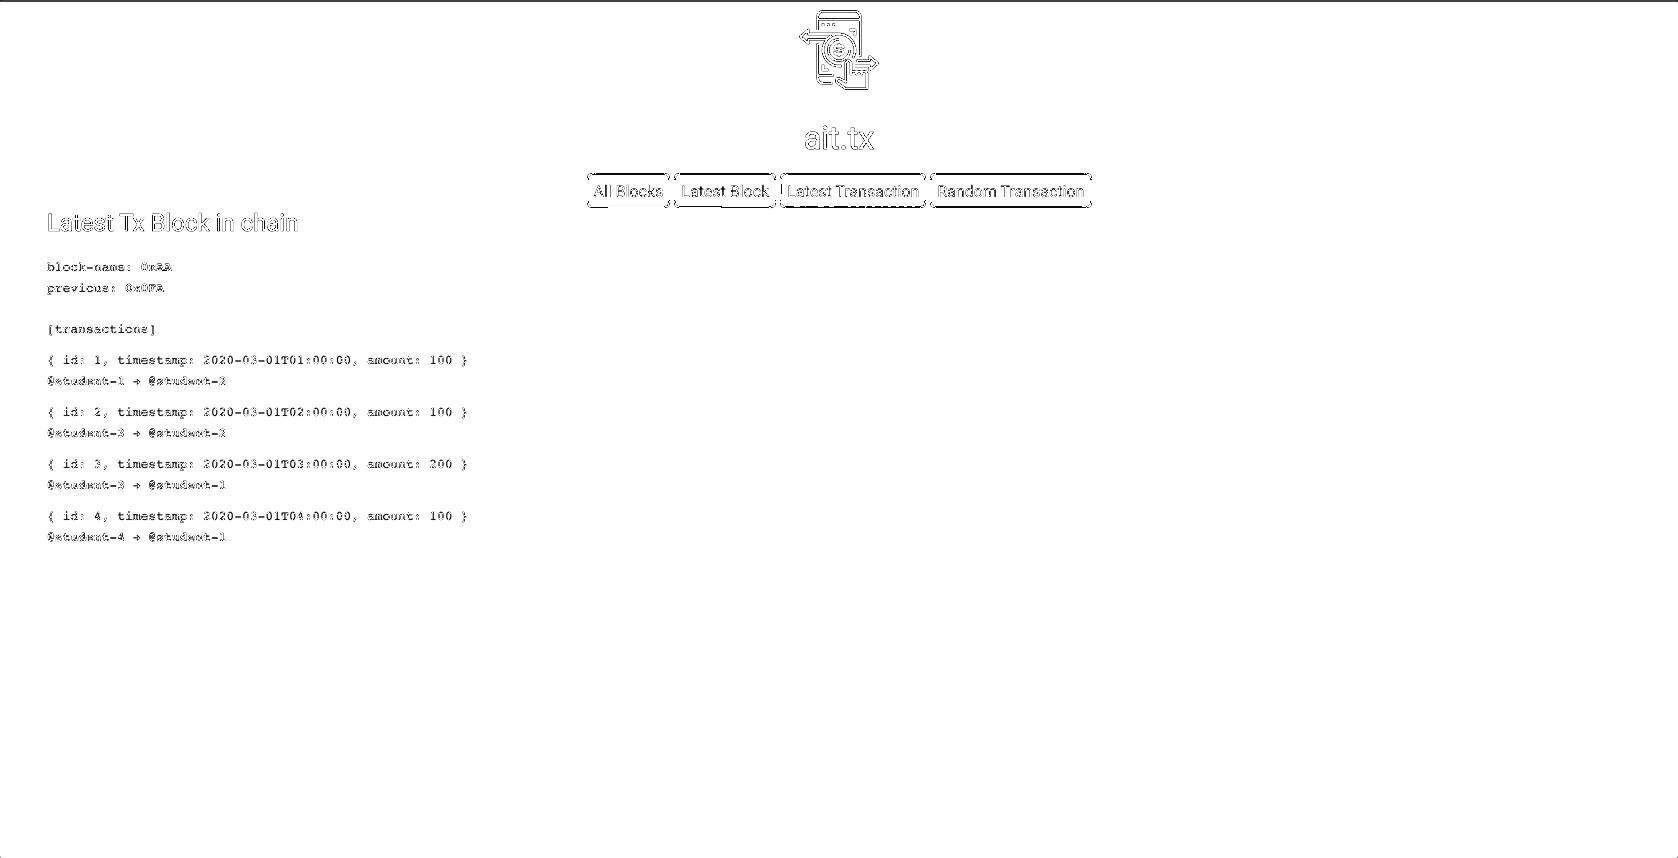 ait.tx
All Blocks Latest Block Latest Transaction Random Transaction
Latest Tx Block in chain
block-name: 0xAA
previous: 0x0FA
[transactions]
{ id: 1, timestamp: 2020-03-01T01:00:00, amount: 100 }
@student-1 → @student-2
{ id: 2, timestamp: 2020-03-01T02:00:00, amount: 100 }
@student-3 → @student-2
{ id: 3, timestamp: 2020-03-01T03:00:00, amount: 200 }
@student-3 → @student-1
{ id: 4, timestamp: 2020-03-01T04:00:00, amount: 100 }
@student-4 → @student-1